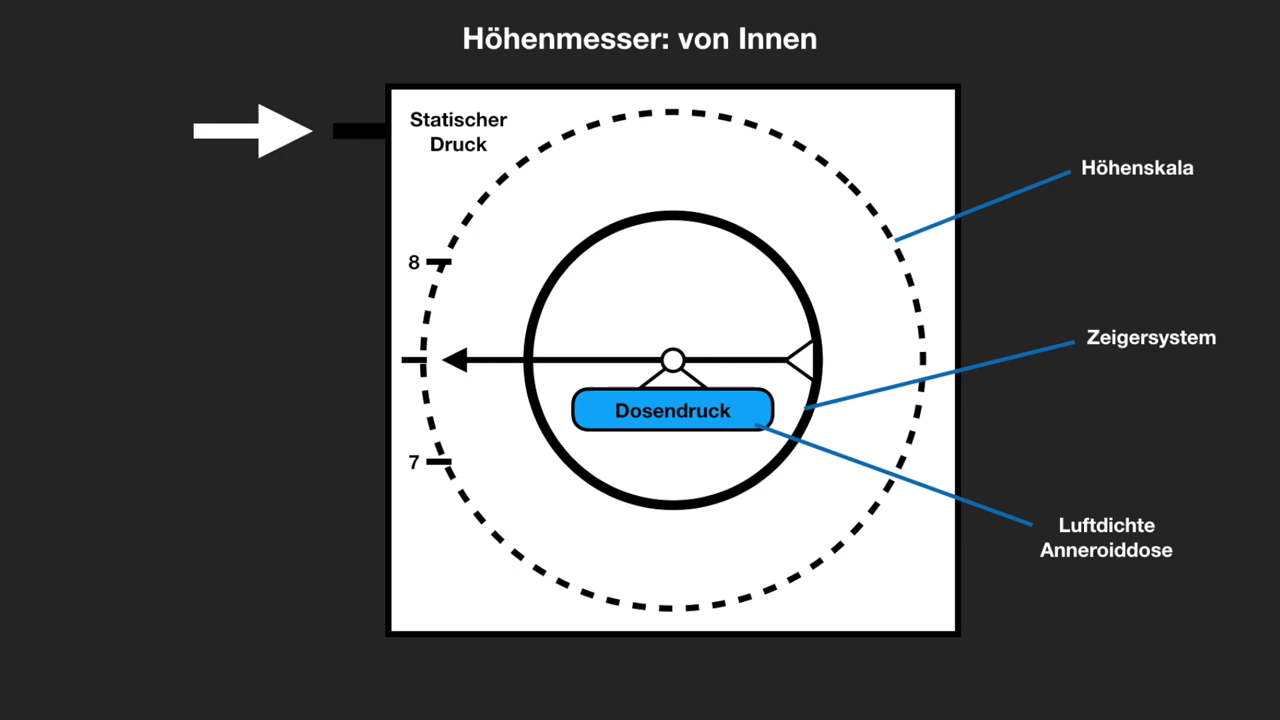 Höhenmesser: von Innen
Statischer
Druck
Höhenskala
8
Zeigersystem
Dosendruck
7
Luftdichte
Anneroiddose